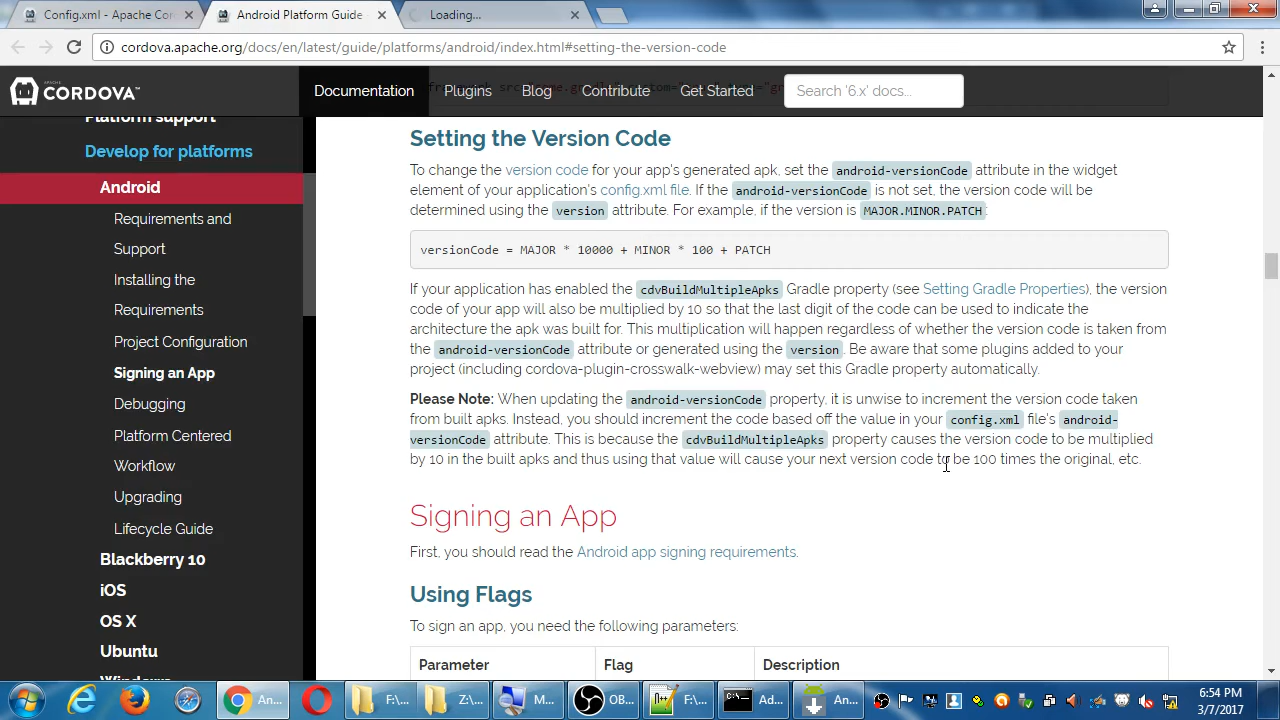 Config.xml - Apache Cor
Android Platform Guide
Loading...
cordova.apache.org/docs/en/latest/guide/platforms/android/index.html#setting-the-version-code
APACHE
CORDOVA™
Documentation
Plugins
Blog
Contribute
Get Started
Search '6.x' docs...
Platform support
Develop for platforms
Android
Requirements and
Support
Installing the
Requirements
Project Configuration
Signing an App
Debugging
Platform Centered
Workflow
Upgrading
Lifecycle Guide
Blackberry 10
iOS
OS X
Ubuntu
Windows
Setting the Version Code
To change the version code for your app's generated apk, set the android-versionCode attribute in the widget
element of your application's config.xml file. If the android-versionCode is not set, the version code will be
determined using the version attribute. For example, if the version is MAJOR.MINOR.PATCH:
versionCode = MAJOR * 10000 + MINOR * 100 + PATCH
If your application has enabled the cdvBuildMultipleApks Gradle property (see Setting Gradle Properties), the version
code of your app will also be multiplied by 10 so that the last digit of the code can be used to indicate the
architecture the apk was built for. This multiplication will happen regardless of whether the version code is taken from
the android-versionCode attribute or generated using the version. Be aware that some plugins added to your
project (including cordova-plugin-crosswalk-webview) may set this Gradle property automatically.
Please Note: When updating the android-versionCode property, it is unwise to increment the version code taken
from built apks. Instead, you should increment the code based off the value in your config.xml file's android-
versionCode attribute. This is because the cdvBuildMultipleApks property causes the version code to be multiplied
by 10 in the built apks and thus using that value will cause your next version code to be 100 times the original, etc.
Signing an App
First, you should read the Android app signing requirements.
Using Flags
To sign an app, you need the following parameters:
Parameter
Flag
Description
An...
F:\...
Z:\...
M...
OB...
F:\...
Ad...
An...
6:54 PM
3/7/2017